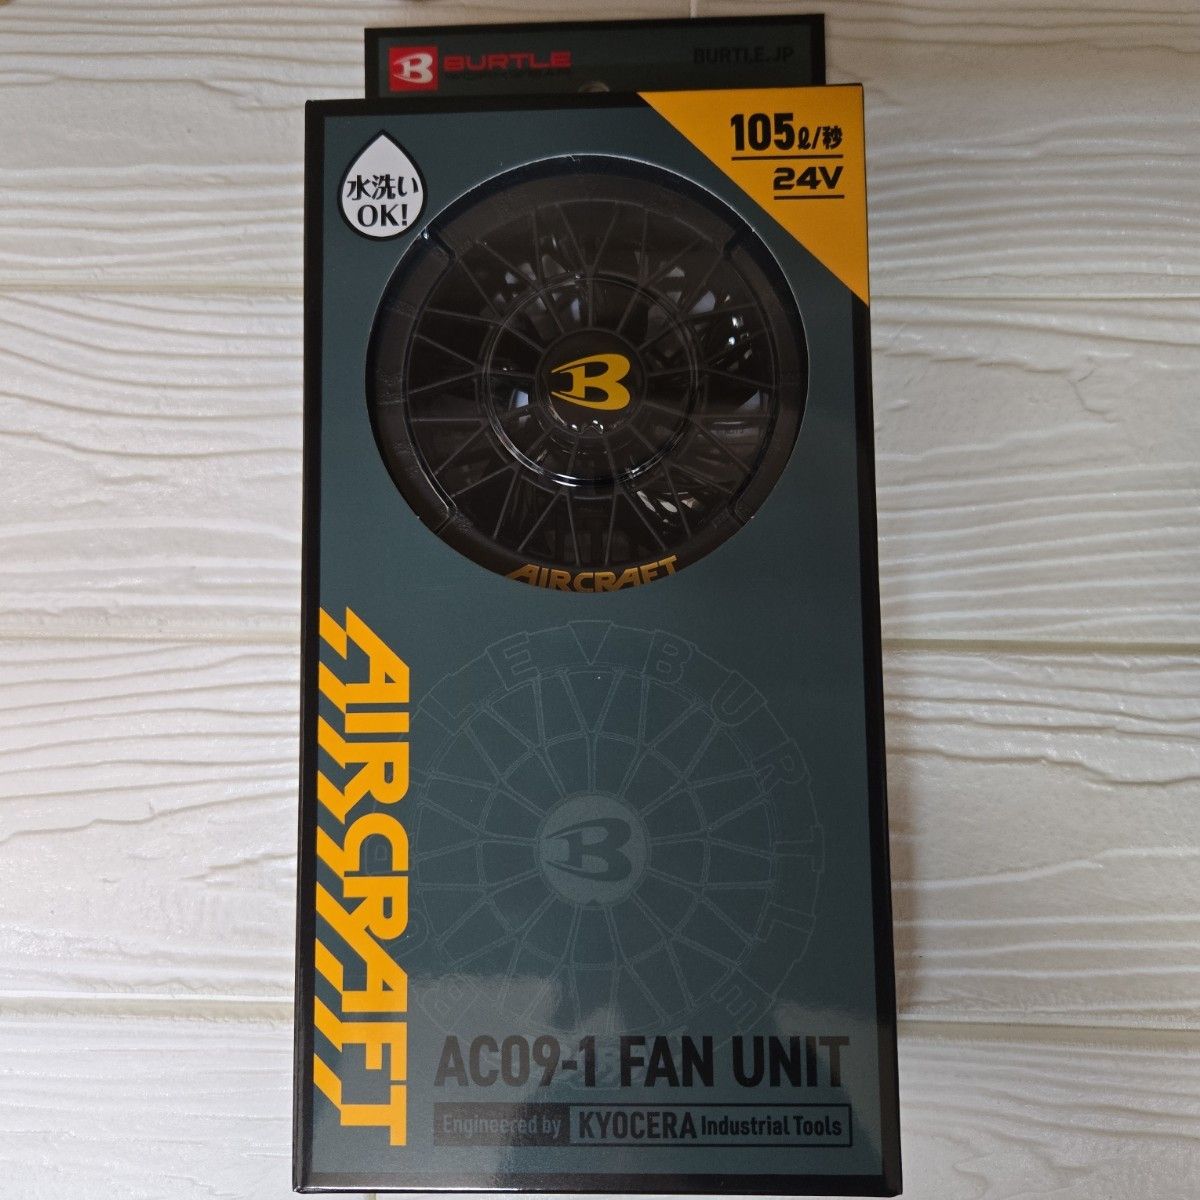 BURTLE
BURTLE.JP
105ℓ/秒
24V
水洗い
OK!
B
AIRCRAFT
AIRCRAFT
BURTLE
B
AC09-1 FAN UNIT
Engineered by KYOCERA Industrial Tools